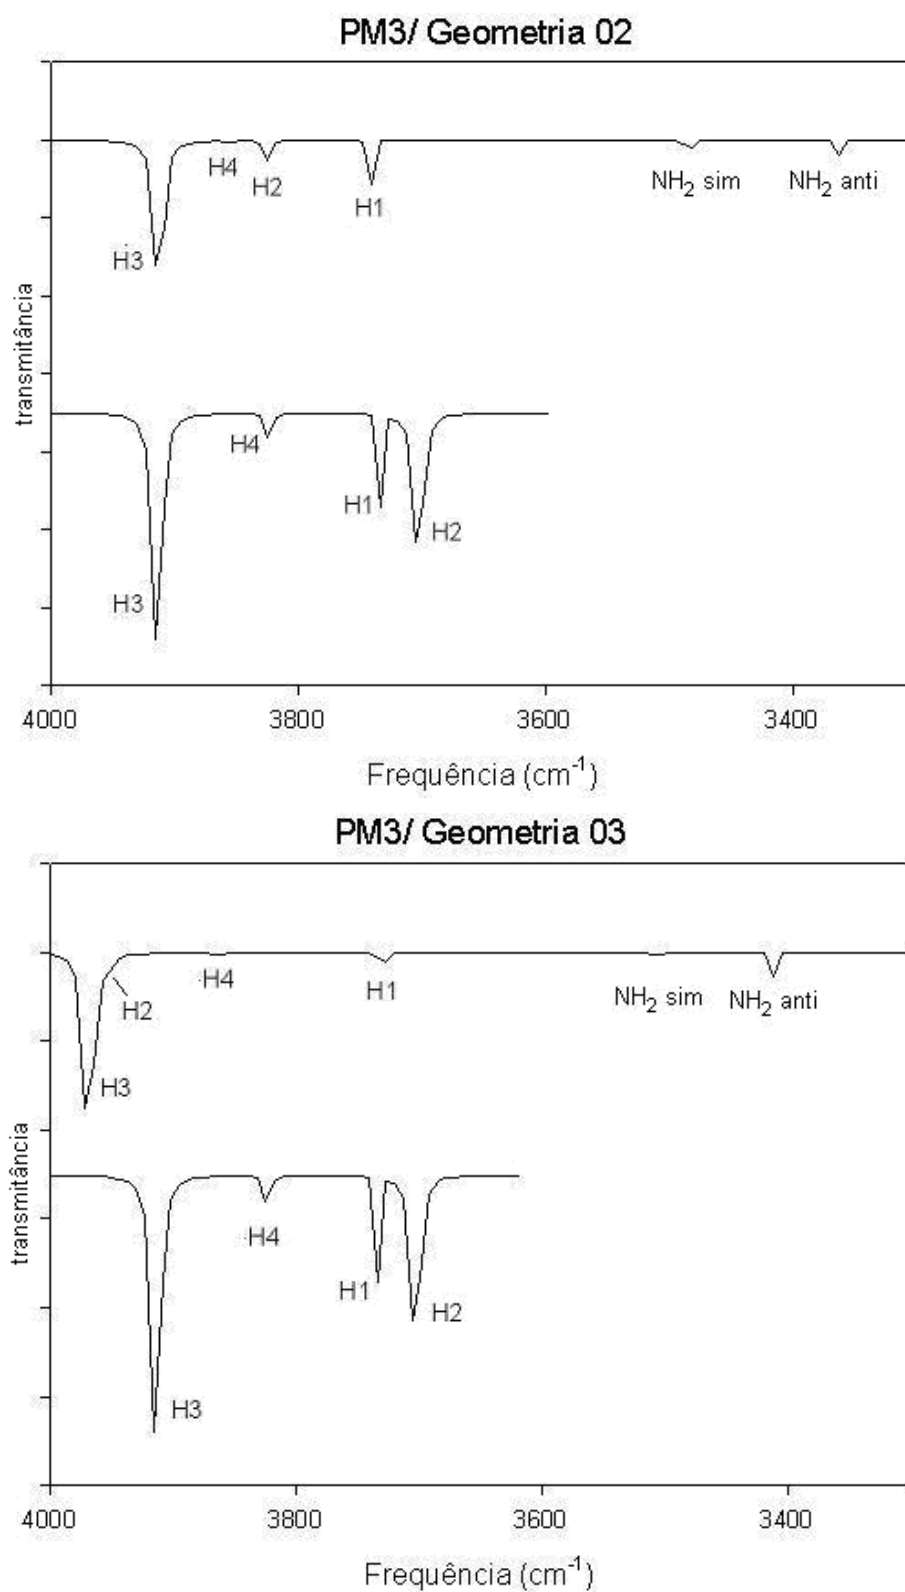 PM3/ Geometria 02
H4
H2
H1
NH₂ sim
NH₂ anti
H3
transmitância
H4
H1
H2
H3
4000 3800 3600 3400
Frequência (cm⁻¹)
PM3/ Geometria 03
H4
H2
H1
NH₂ sim
NH₂ anti
H3
transmitância
H4
H1
H2
H3
4000 3800 3600 3400
Frequência (cm⁻¹)